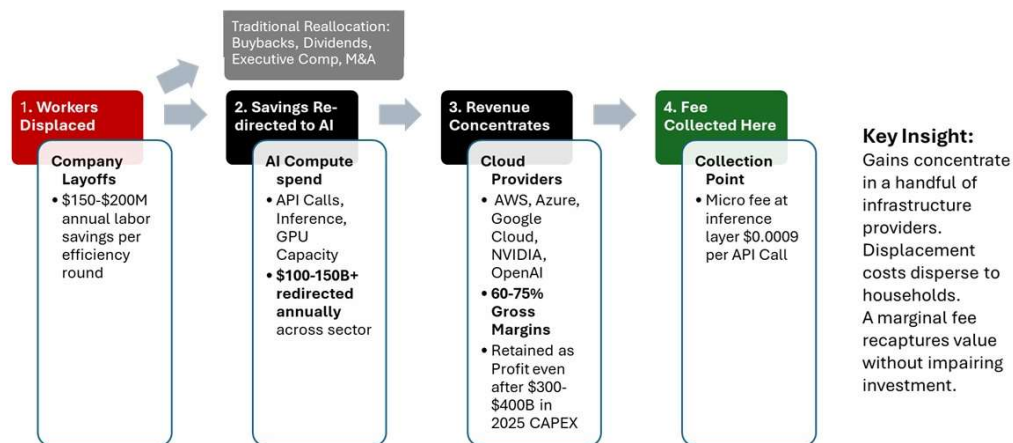 Traditional Reallocation:
Buybacks, Dividends,
Executive Comp, M&A
1. Workers
Displaced
Company
Layoffs
• $150-$200M
annual labor
savings per
efficiency
round
2. Savings Re-
directed to AI
AI Compute
spend
• API Calls,
Inference,
GPU
Capacity
• $100-150B+
redirected
annually
across sector
3. Revenue
Concentrates
Cloud
Providers
• AWS, Azure,
Google
Cloud,
NVIDIA,
OpenAI
• 60-75%
Gross
Margins
• Retained as
Profit even
after $300-
$400B in
2025 CAPEX
4. Fee
Collected Here
Collection
Point
• Micro fee at
inference
layer $0.0009
per API Call
Key Insight:
Gains concentrate
in a handful of
infrastructure
providers.
Displacement
costs disperse to
households.
A marginal fee
recaptures value
without impairing
investment.